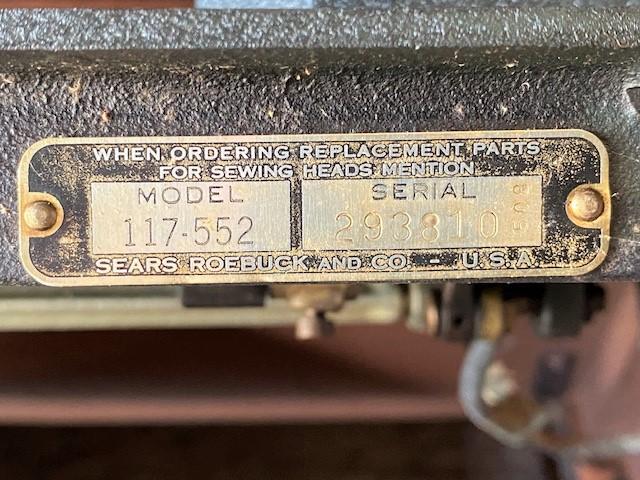 WHEN ORDERING REPLACEMENT PARTS
FOR SEWING HEADS MENTION
MODEL
117-552
SERIAL
293810
SEARS ROEBUCK AND CO. - U.S.A.